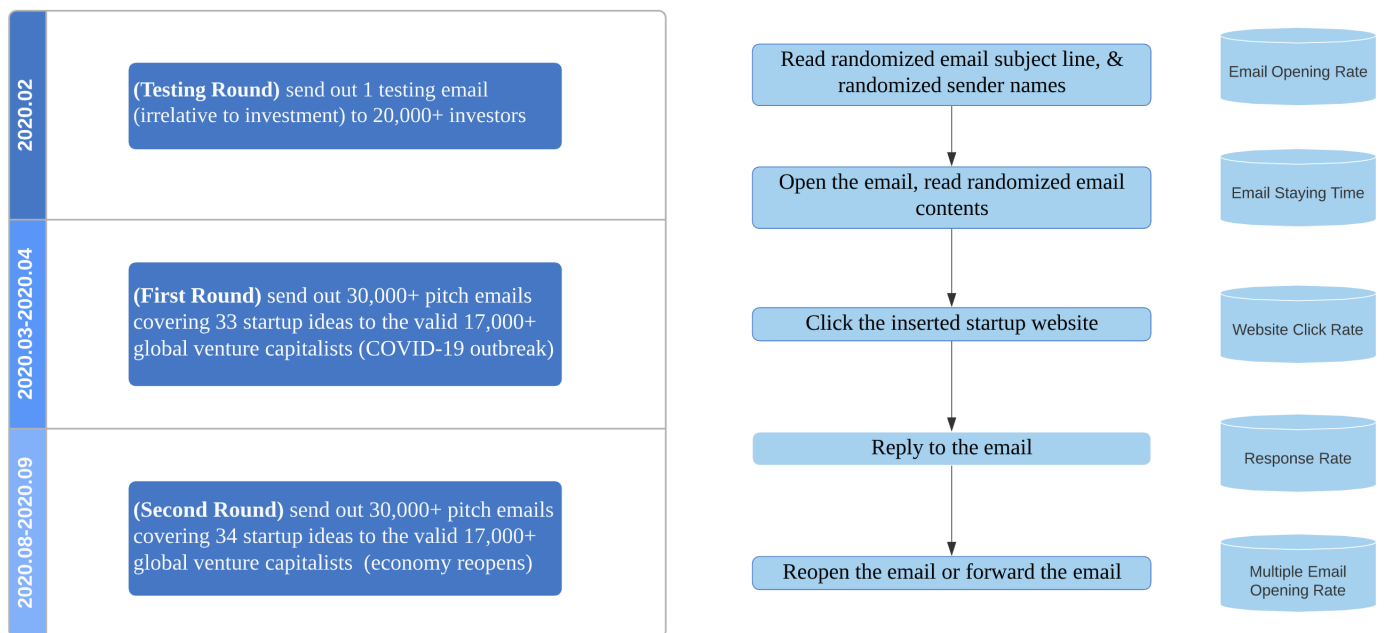 2020.02
(Testing Round) send out 1 testing email
(irrelative to investment) to 20,000+ investors
2020.03-2020.04
(First Round) send out 30,000+ pitch emails
covering 33 startup ideas to the valid 17,000+
global venture capitalists (COVID-19 outbreak)
2020.08-2020.09
(Second Round) send out 30,000+ pitch emails
covering 34 startup ideas to the valid 17,000+
global venture capitalists (economy reopens)
Read randomized email subject line, &
randomized sender names
Open the email, read randomized email
contents
Click the inserted startup website
Reply to the email
Reopen the email or forward the email
Email Opening Rate
Email Staying Time
Website Click Rate
Response Rate
Multiple Email
Opening Rate